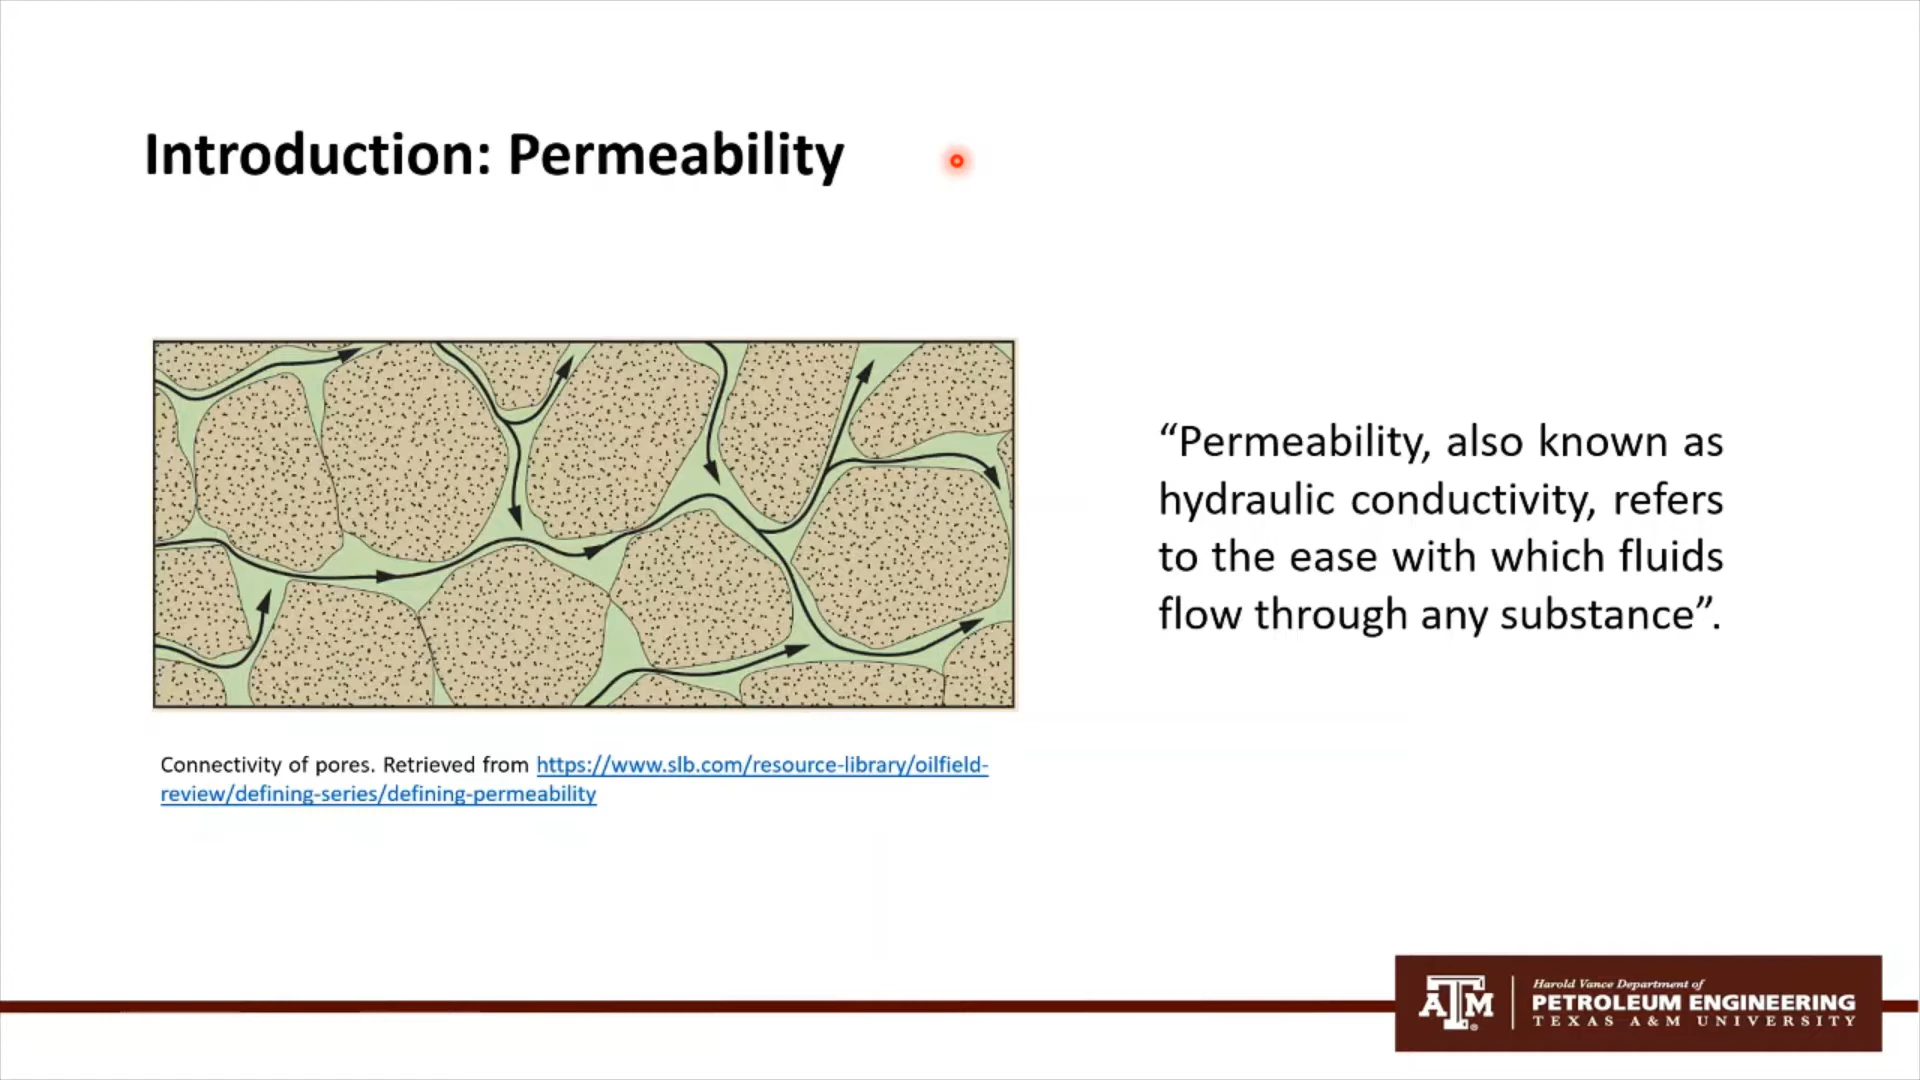 Introduction: Permeability
“Permeability, also known as
hydraulic conductivity, refers
to the ease with which fluids
flow through any substance”.
Connectivity of pores. Retrieved from https://www.slb.com/resource-library/oilfield-
review/defining-series/defining-permeability
ATM
Harold Vance Department of
PETROLEUM ENGINEERING
TEXAS A&M UNIVERSITY